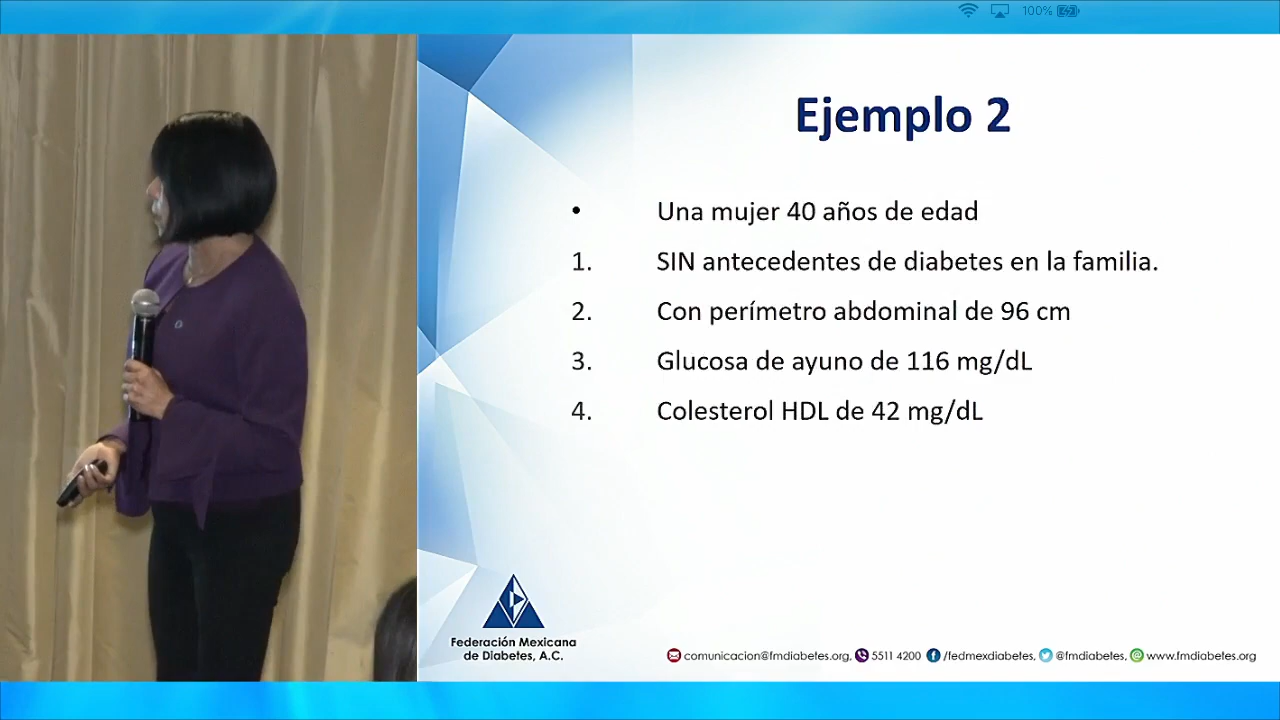 100%
Ejemplo 2
• Una mujer 40 años de edad
1. SIN antecedentes de diabetes en la familia.
2. Con perímetro abdominal de 96 cm
3. Glucosa de ayuno de 116 mg/dL
4. Colesterol HDL de 42 mg/dL
Federación Mexicana
de Diabetes, A.C.
comunicacion@fmdiabetes.org, 5511 4200 /fedmexdiabetes, @fmdiabetes, www.fmdiabetes.org